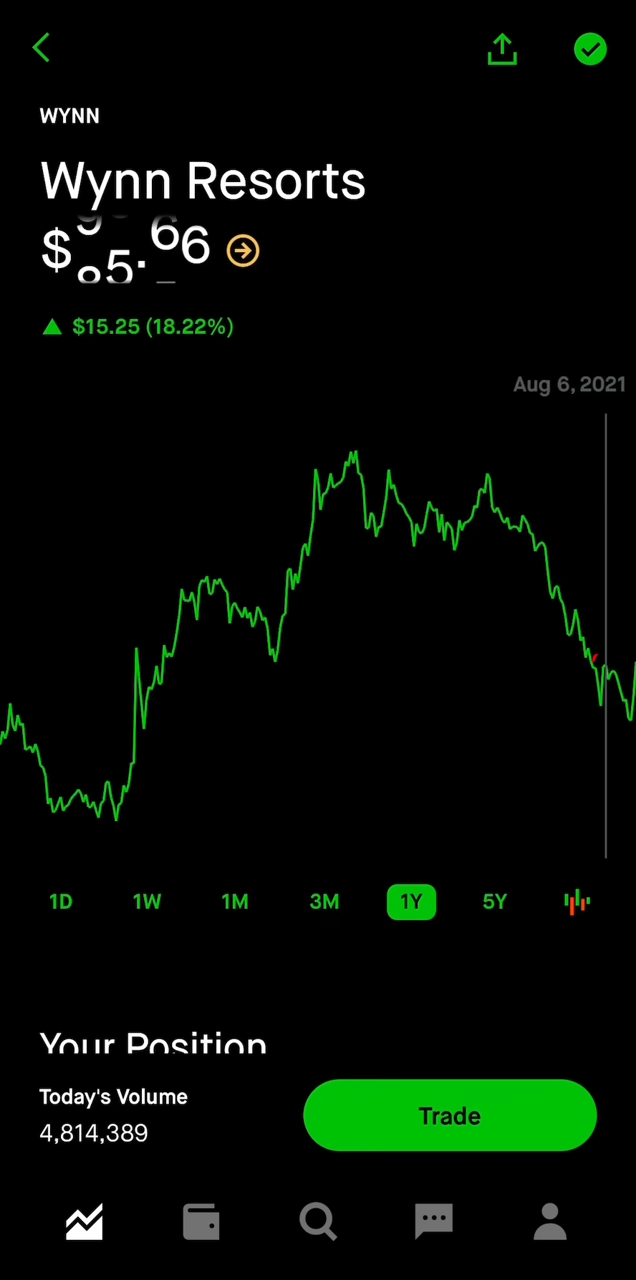 WYNN
Wynn Resorts
$15.25 (18.22%)
Aug 6, 2021
1D 1W 1M 3M 1Y 5Y
Your Position
Today's Volume
4,814,389
Trade